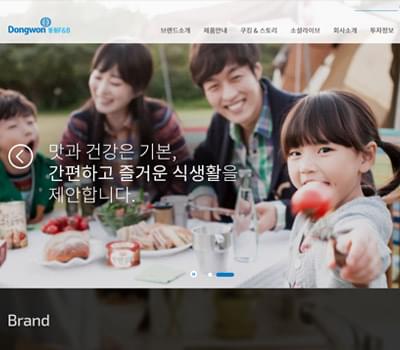 Dongwon 동원F&B
브랜드소개 제품안내 쿠킹 & 스토리 소셜라이브 회사소개 투자정보
맛과 건강은 기본,
간편하고 즐거운 식생활을
제안합니다.
Brand